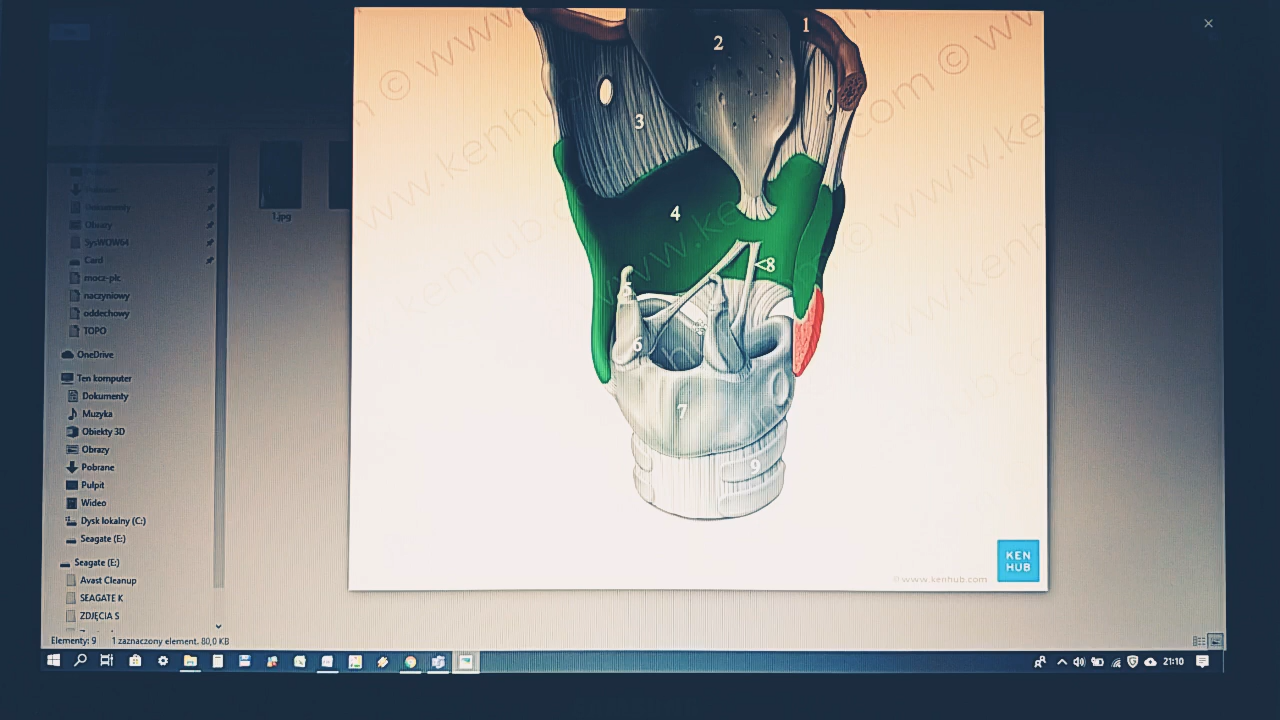 1
2
3
4
5
6
7
8
9
© www.kenhub.com
KEN
HUB
1.jpg
Dokumenty
Obrazy
SysWOW64
Card
mocz-plc
naczyniowy
oddechowy
TOPO
OneDrive
Ten komputer
Dokumenty
Muzyka
Obiekty 3D
Obrazy
Pobrane
Pulpit
Wideo
Dysk lokalny (C:)
Seagate (E:)
Seagate (E:)
Avast Cleanup
SEAGATE K
ZDJĘCIA S
Elementy: 9 1 zaznaczony element. 80,0 KB
21:10